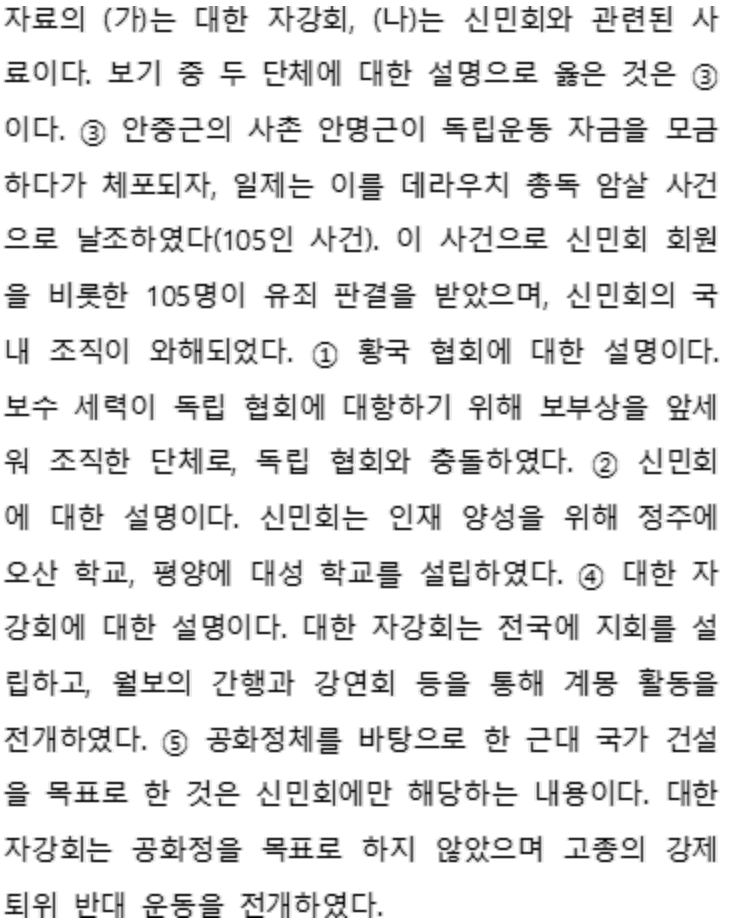 자료의 (가)는 대한 자강회, (나)는 신민회와 관련된 사
료이다. 보기 중 두 단체에 대한 설명으로 옳은 것은 ③
이다. ③ 안중근의 사촌 안명근이 독립운동 자금을 모금
하다가 체포되자, 일제는 이를 데라우치 총독 암살 사건
으로 날조하였다(105인 사건). 이 사건으로 신민회 회원
을 비롯한 105명이 유죄 판결을 받았으며, 신민회의 국
내 조직이 와해되었다. ① 황국 협회에 대한 설명이다.
보수 세력이 독립 협회에 대항하기 위해 보부상을 앞세
워 조직한 단체로, 독립 협회와 충돌하였다. ② 신민회
에 대한 설명이다. 신민회는 인재 양성을 위해 정주에
오산 학교, 평양에 대성 학교를 설립하였다. ④ 대한 자
강회에 대한 설명이다. 대한 자강회는 전국에 지회를 설
립하고, 월보의 간행과 강연회 등을 통해 계몽 활동을
전개하였다. ⑤ 공화정체를 바탕으로 한 근대 국가 건설
을 목표로 한 것은 신민회에만 해당하는 내용이다. 대한
자강회는 공화정을 목표로 하지 않았으며 고종의 강제
퇴위 반대 운동을 전개하였다.